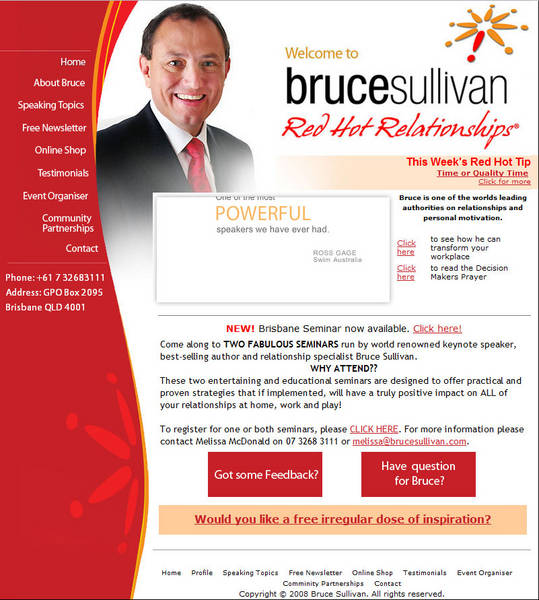 Home
About Bruce
Speaking Topics
Free Newsletter
Online Shop
Testimonials
Event Organiser
Community
Partnerships
Contact
Phone: +61 7 32683111
Address: GPO Box 2095
Brisbane QLD 4001
Welcome to
brucesullivan
Red Hot Relationships®
This Week's Red Hot Tip
Time or Quality Time
Click for more
One of the most
POWERFUL
speakers we have ever had.
ROSS GAGE
Swim Australia
Bruce is one of the worlds leading
authorities on relationships and
personal motivation.
Click here to see how he can
transform your
workplace
Click here to read the Decision
Makers Prayer
NEW! Brisbane Seminar now available. Click here!
Come along to TWO FABULOUS SEMINARS run by world renowned keynote speaker,
best-selling author and relationship specialist Bruce Sullivan.
WHY ATTEND??
These two entertaining and educational seminars are designed to offer practical and
proven strategies that if implemented, will have a truly positive impact on ALL of
your relationships at home, work and play!
To register for one or both seminars, please CLICK HERE. For more information please
contact Melissa McDonald on 07 3268 3111 or melissa@brucesullivan.com.
Got some Feedback?
Have question
for Bruce?
Would you like a free irregular dose of inspiration?
Home Profile Speaking Topics Free Newsletter Online Shop Testimonials Event Organiser
Comminity Partnerships Contact
Copyright © 2008 Bruce Sullivan. All rights reserved.